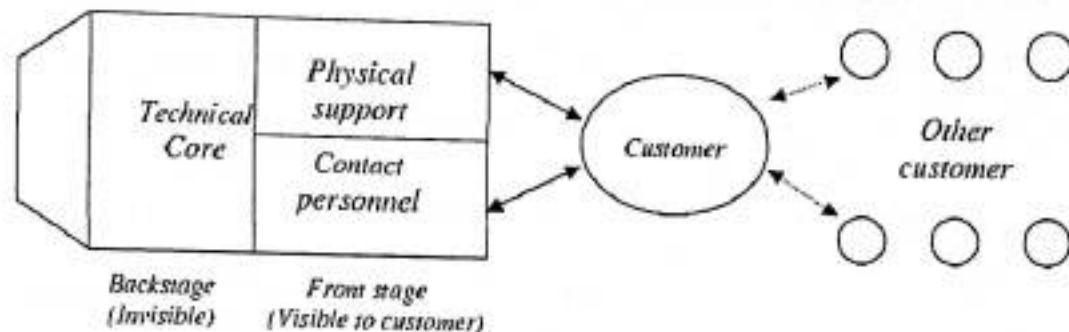 Technical
Core
Physical
support
Contact
personnel
Customer
Other
customer
Backstage
(Invisible)
Front stage
(Visible to customer)